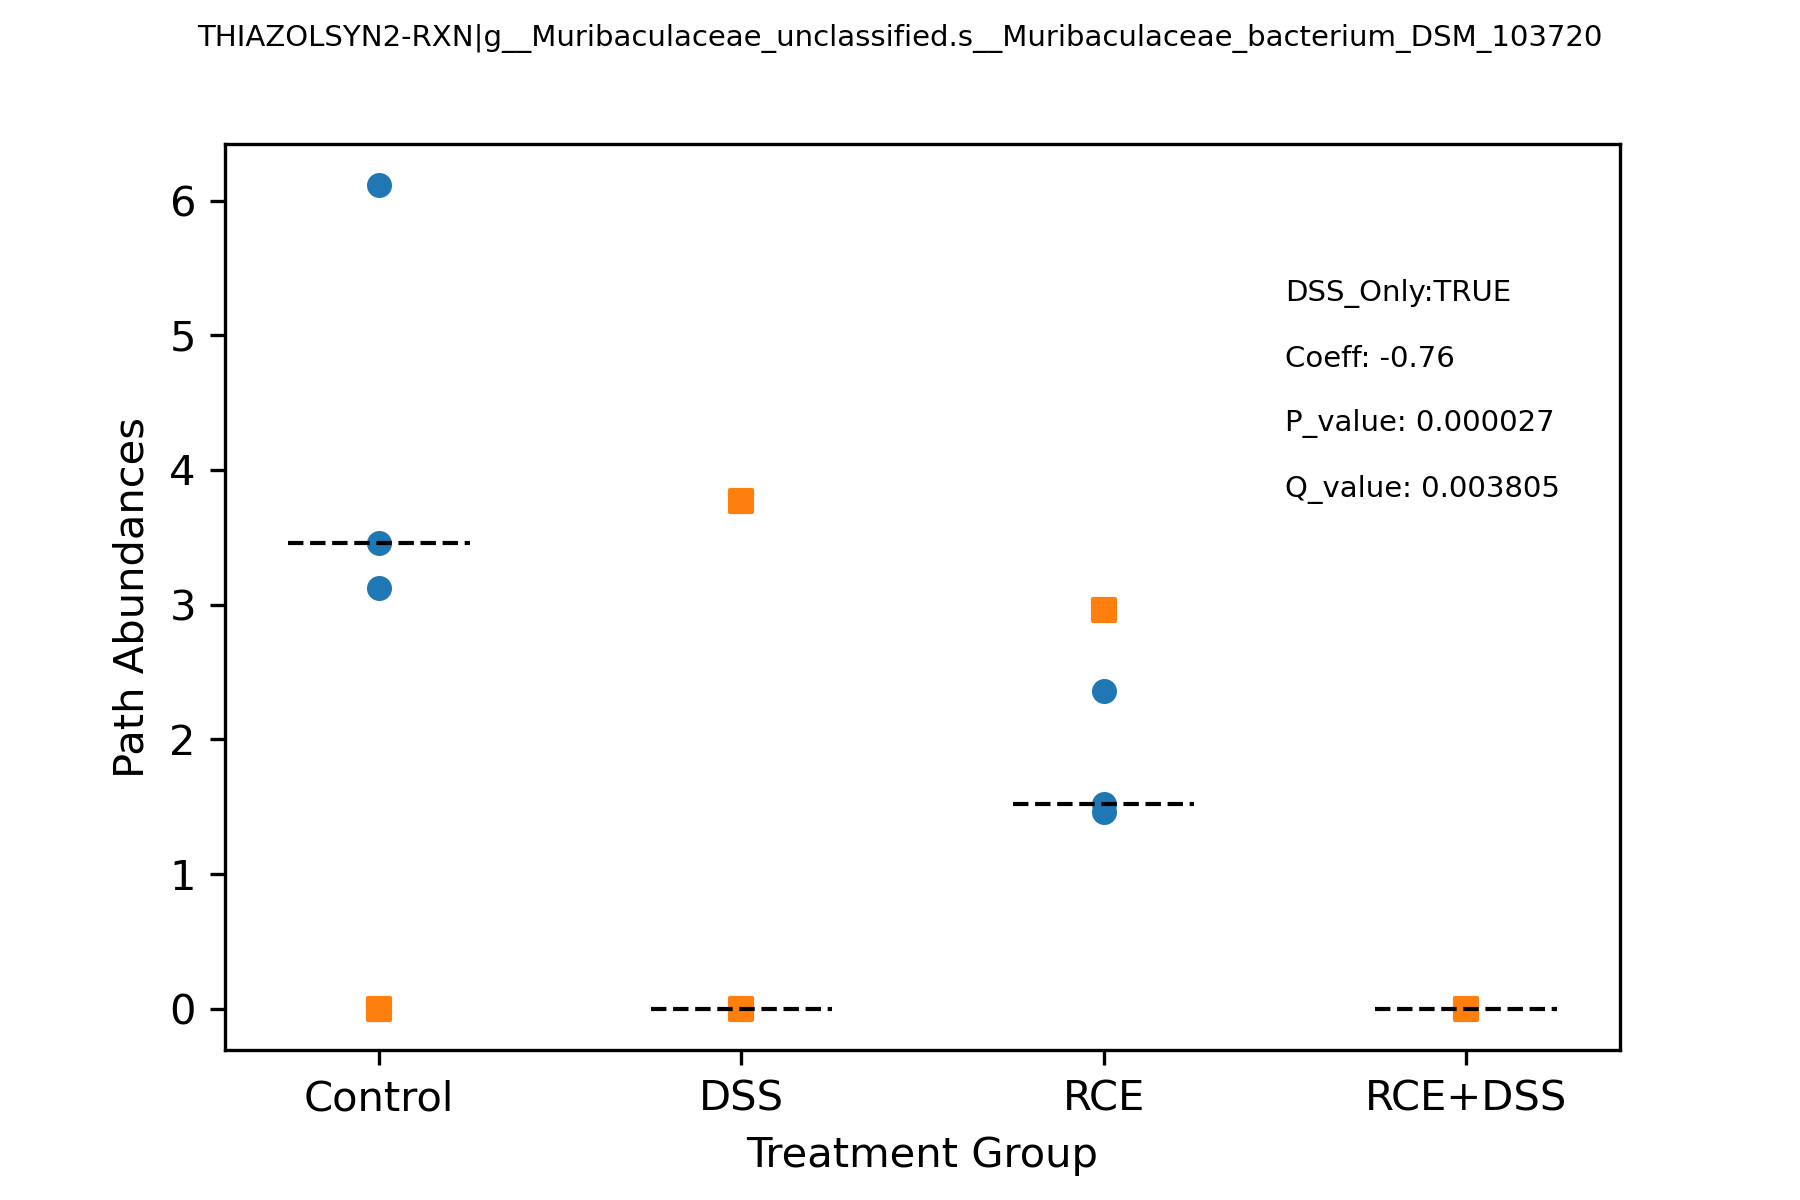 THIAZOLSYN2-RXN|g__Muribaculaceae_unclassified.s__Muribaculaceae_bacterium_DSM_103720
6
5
4
3
2
1
0
Path Abundances
DSS_Only:TRUE
Coeff: -0.76
P_value: 0.000027
Q_value: 0.003805
Control
DSS
RCE
RCE+DSS
Treatment Group